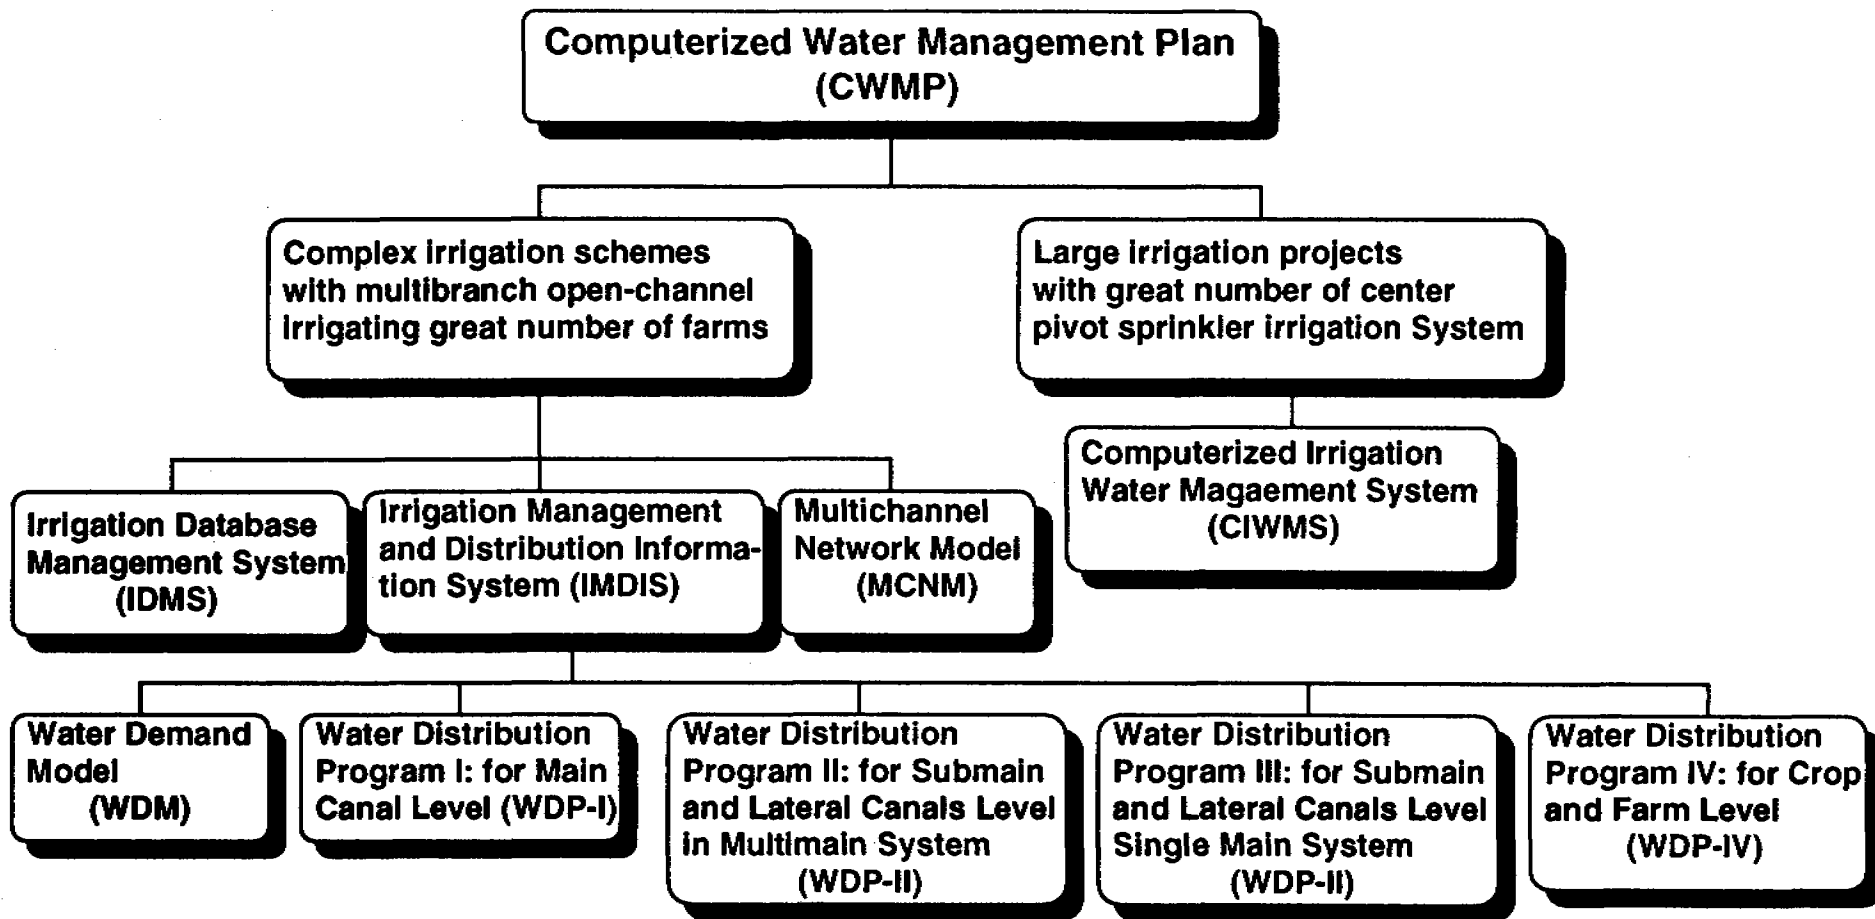 Computerized Water Management Plan
(CWMP)
Complex irrigation schemes
with multibranch open-channel
irrigating great number of farms
Large irrigation projects
with great number of center
pivot sprinkler irrigation System
Computerized Irrigation
Water Magaement System
(CIWMS)
Irrigation Database
Management System
(IDMS)
Irrigation Management
and Distribution Informa-
tion System (IMDIS)
Multichannel
Network Model
(MCNM)
Water Demand
Model
(WDM)
Water Distribution
Program I: for Main
Canal Level (WDP-I)
Water Distribution
Program II: for Submain
and Lateral Canals Level
in Multimain System
(WDP-II)
Water Distribution
Program III: for Submain
and Lateral Canals Level
Single Main System
(WDP-II)
Water Distribution
Program IV: for Crop
and Farm Level
(WDP-IV)